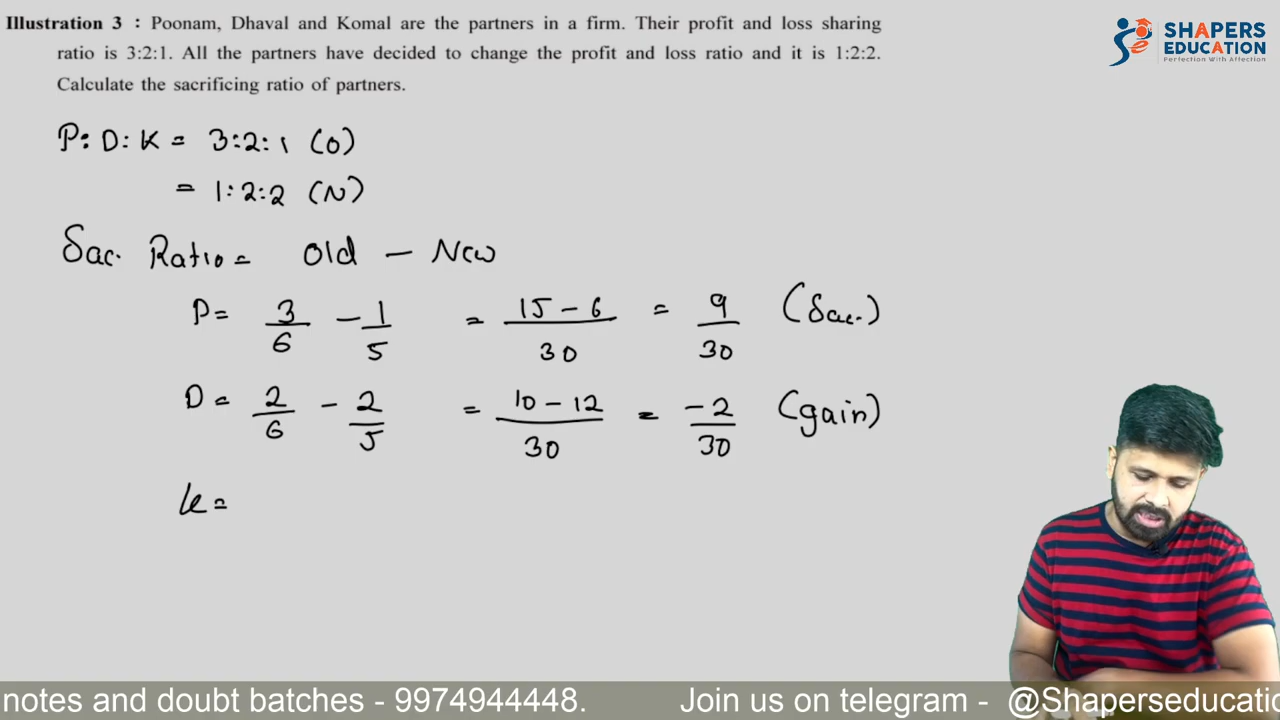 Illustration 3 : Poonam, Dhaval and Komal are the partners in a firm. Their profit and loss sharing
ratio is 3:2:1. All the partners have decided to change the profit and loss ratio and it is 1:2:2.
Calculate the sacrificing ratio of partners.
SHAPERS
EDUCATION
Perfection With Affection
P: D: K = 3:2:1 (O)
= 1:2:2 (N)
Sac. Ratio = Old - New
P = 3/6 - 1/5 = 15-6/30 = 9/30 (Sac.)
D = 2/6 - 2/5 = 10-12/30 = -2/30 (gain)
K =
notes and doubt batches - 9974944448. Join us on telegram - @Shaperseducatio